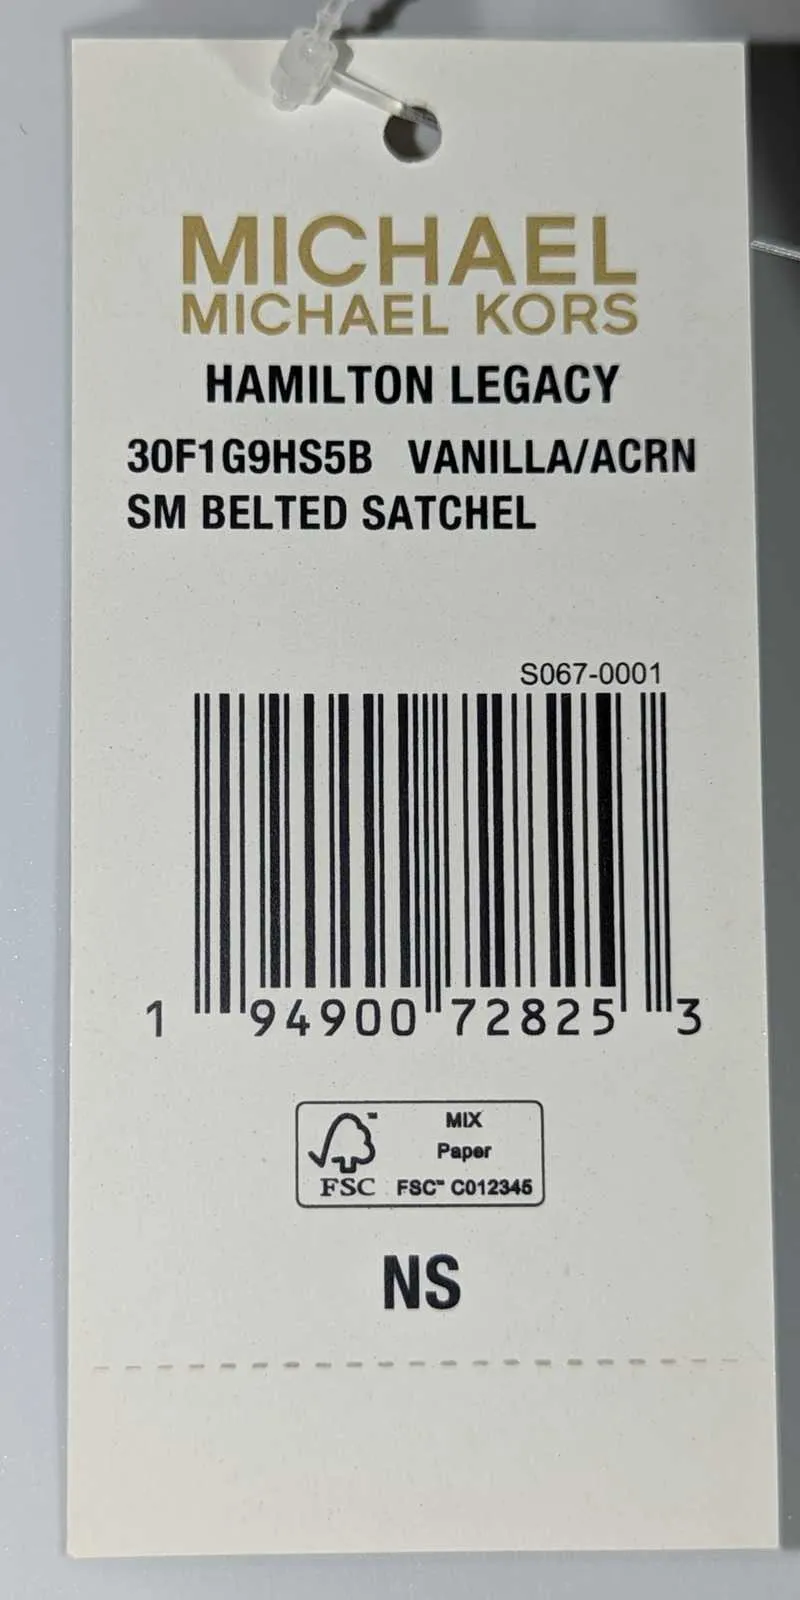 MICHAEL
MICHAEL KORS
HAMILTON LEGACY
30F1G9HS5B VANILLA/ACRN
SM BELTED SATCHEL
S067-0001
1 94900 72825 3
MIX
Paper
FSC™ C012345
FSC
NS